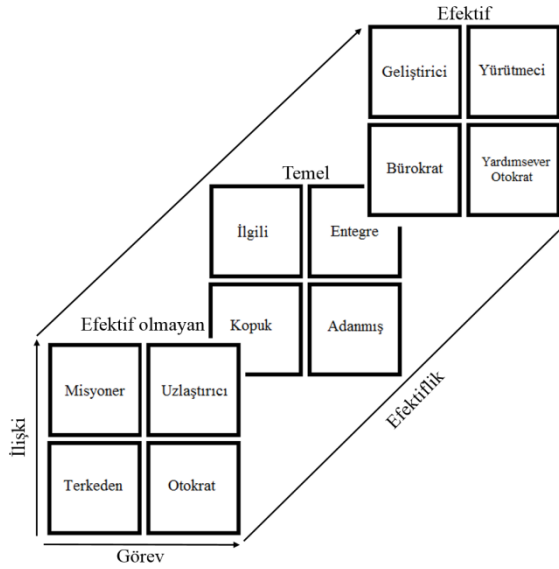 Efektif
Geliştirici
Yürütmeci
Bürokrat
Yardımsever
Otokrat
Temel
İlgili
Entegre
Kopuk
Adanmış
Efektif olmayan
Misyoner
Uzlaştırıcı
Terkeden
Otokrat
İlişki
Görev
Efektiflik